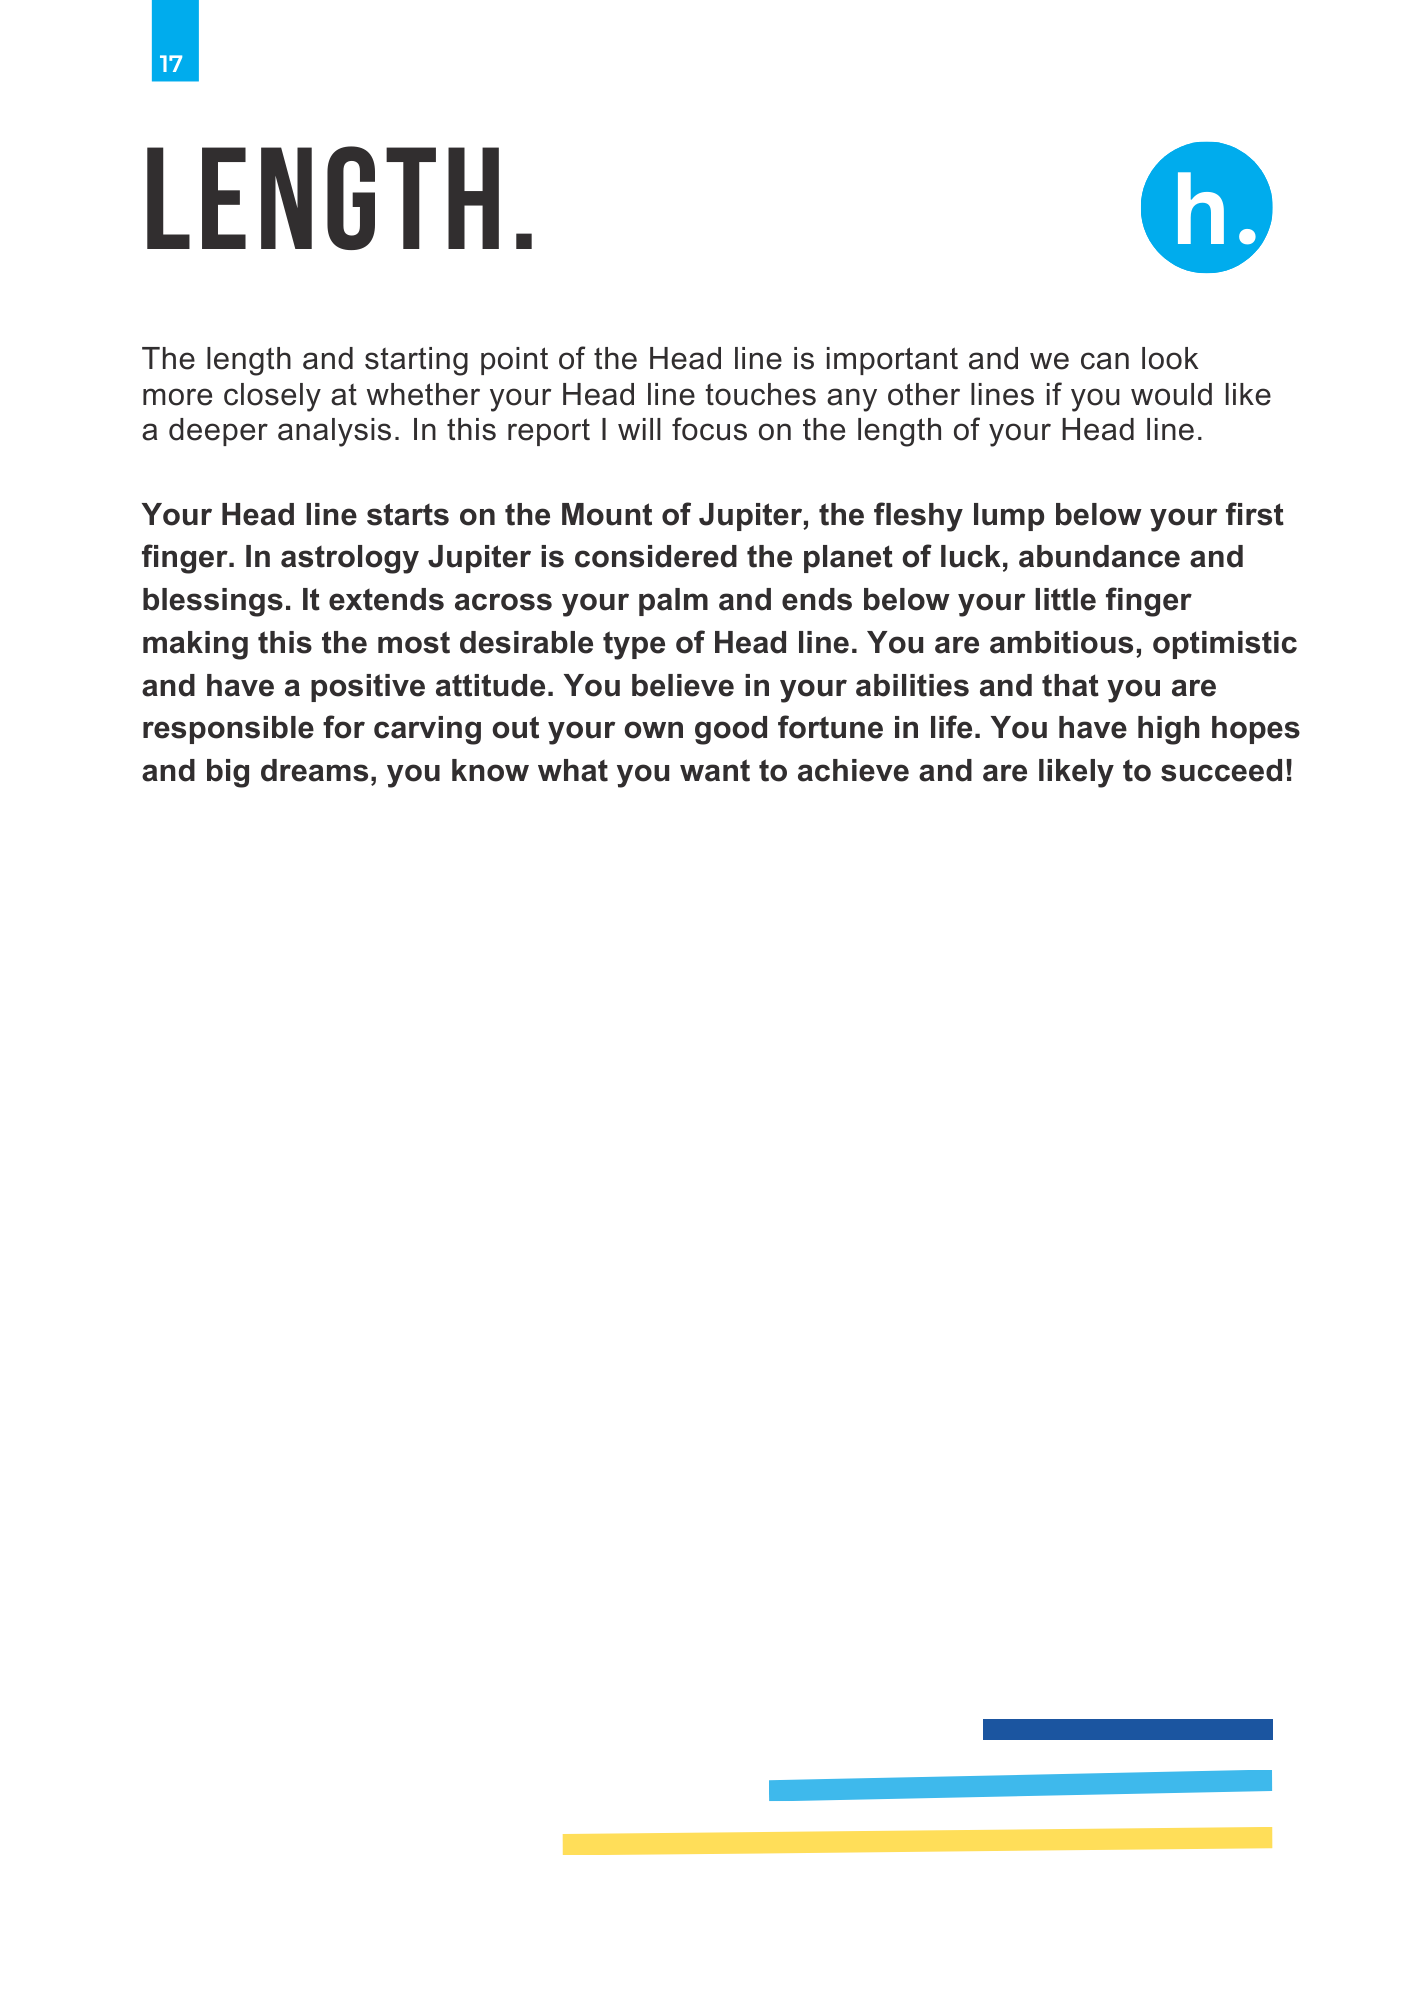 17
LENGTH.
h.
The length and starting point of the Head line is important and we can look
more closely at whether your Head line touches any other lines if you would like
a deeper analysis. In this report I will focus on the length of your Head line.
Your Head line starts on the Mount of Jupiter, the fleshy lump below your first
finger. In astrology Jupiter is considered the planet of luck, abundance and
blessings. It extends across your palm and ends below your little finger
making this the most desirable type of Head line. You are ambitious, optimistic
and have a positive attitude. You believe in your abilities and that you are
responsible for carving out your own good fortune in life. You have high hopes
and big dreams, you know what you want to achieve and are likely to succeed!